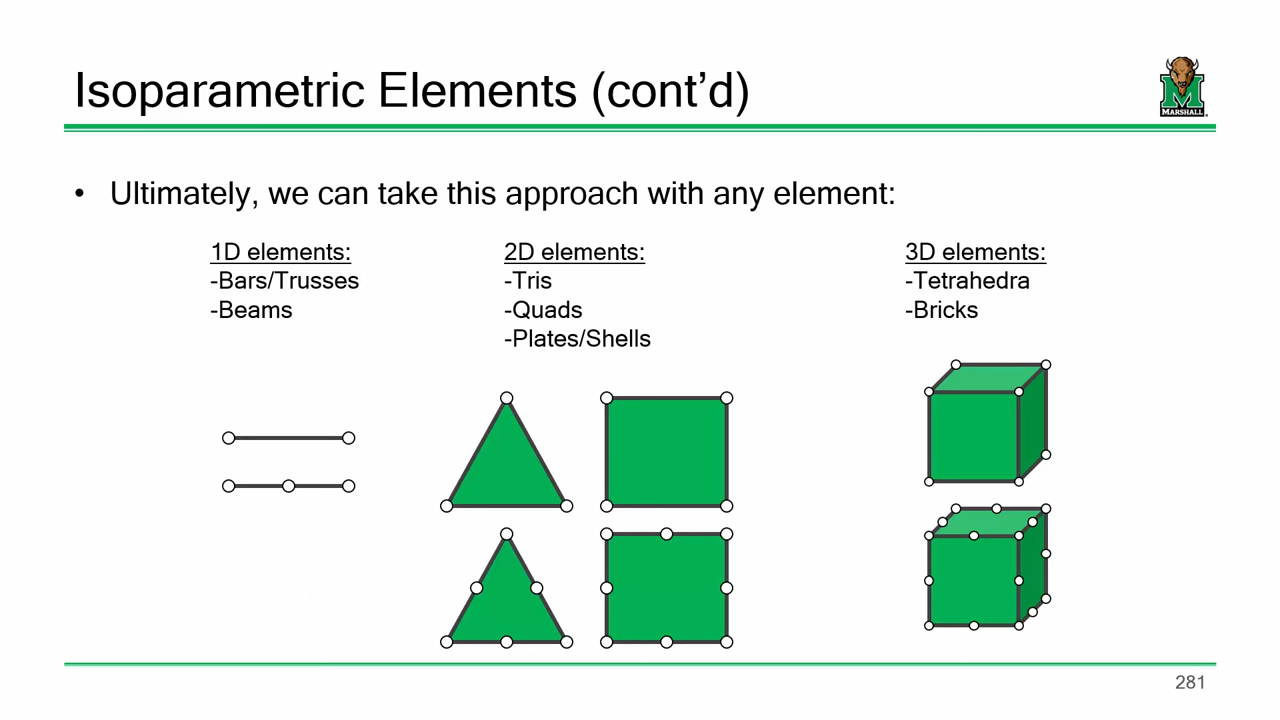 Isoparametric Elements (cont’d)
MARSHALL
• Ultimately, we can take this approach with any element:
1D elements:
-Bars/Trusses
-Beams
2D elements:
-Tris
-Quads
-Plates/Shells
3D elements:
-Tetrahedra
-Bricks
281